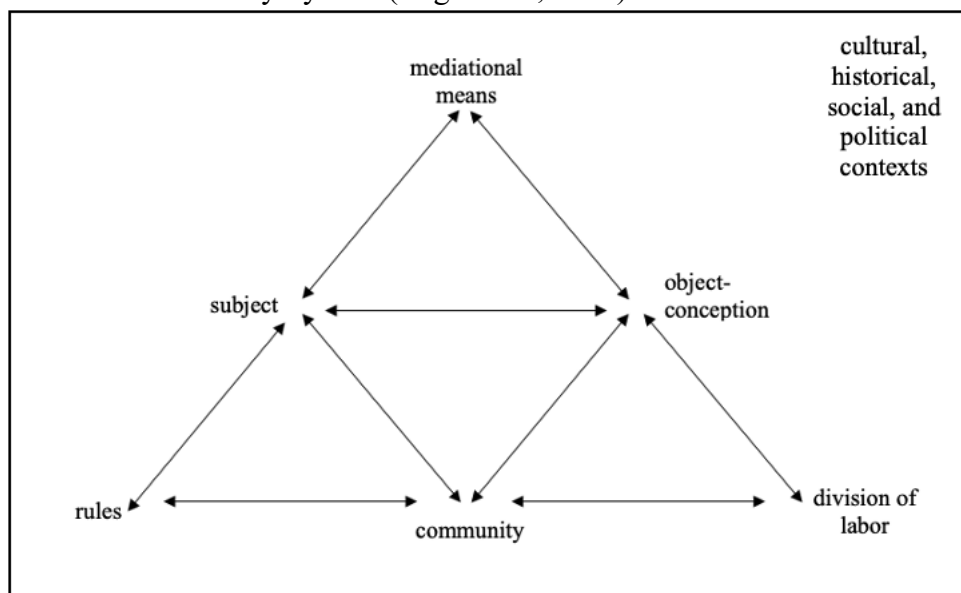 cultural,
historical,
social, and
political
contexts
mediational
means
subject
object-
conception
rules
community
division of
labor